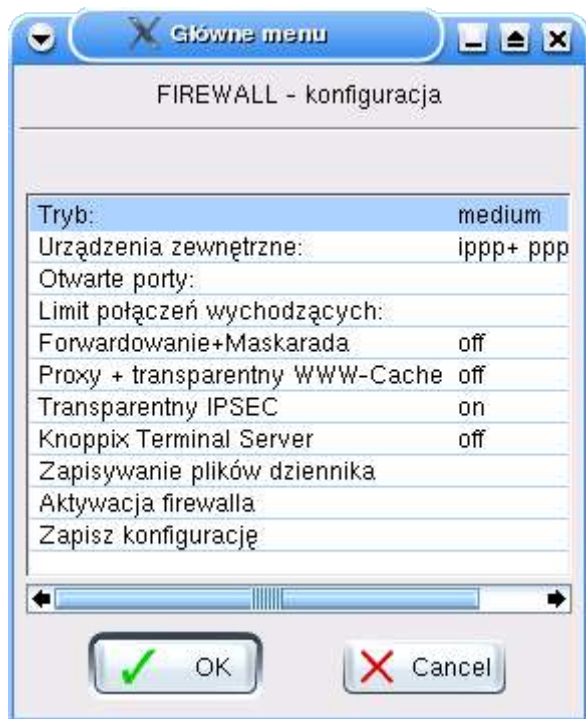 Główne menu
FIREWALL - konfiguracja
Tryb: medium
Urządzenia zewnętrzne: ippp+ ppp
Otwarte porty:
Limit połączeń wychodzących:
Forwardowanie+Maskarada off
Proxy + transparentny WWW-Cache off
Transparentny IPSEC on
Knoppix Terminal Server off
Zapisywanie plików dziennika
Aktywacja firewalla
Zapisz konfigurację
OK Cancel